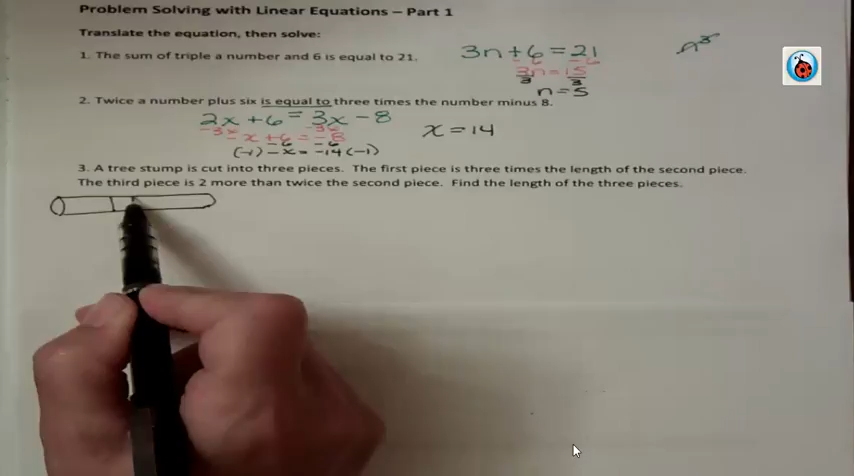 Problem Solving with Linear Equations – Part 1
Translate the equation, then solve:
1. The sum of triple a number and 6 is equal to 21.
3n + 6 = 21
- 6 - 6
3n = 15
3 3
n = 5
n³
2. Twice a number plus six is equal to three times the number minus 8.
2x + 6 = 3x - 8
-3x -3x
-x + 6 = -8
-6 -6
(-1) -x = -14 (-1)
x = 14
3. A tree stump is cut into three pieces. The first piece is three times the length of the second piece.
The third piece is 2 more than twice the second piece. Find the length of the three pieces.